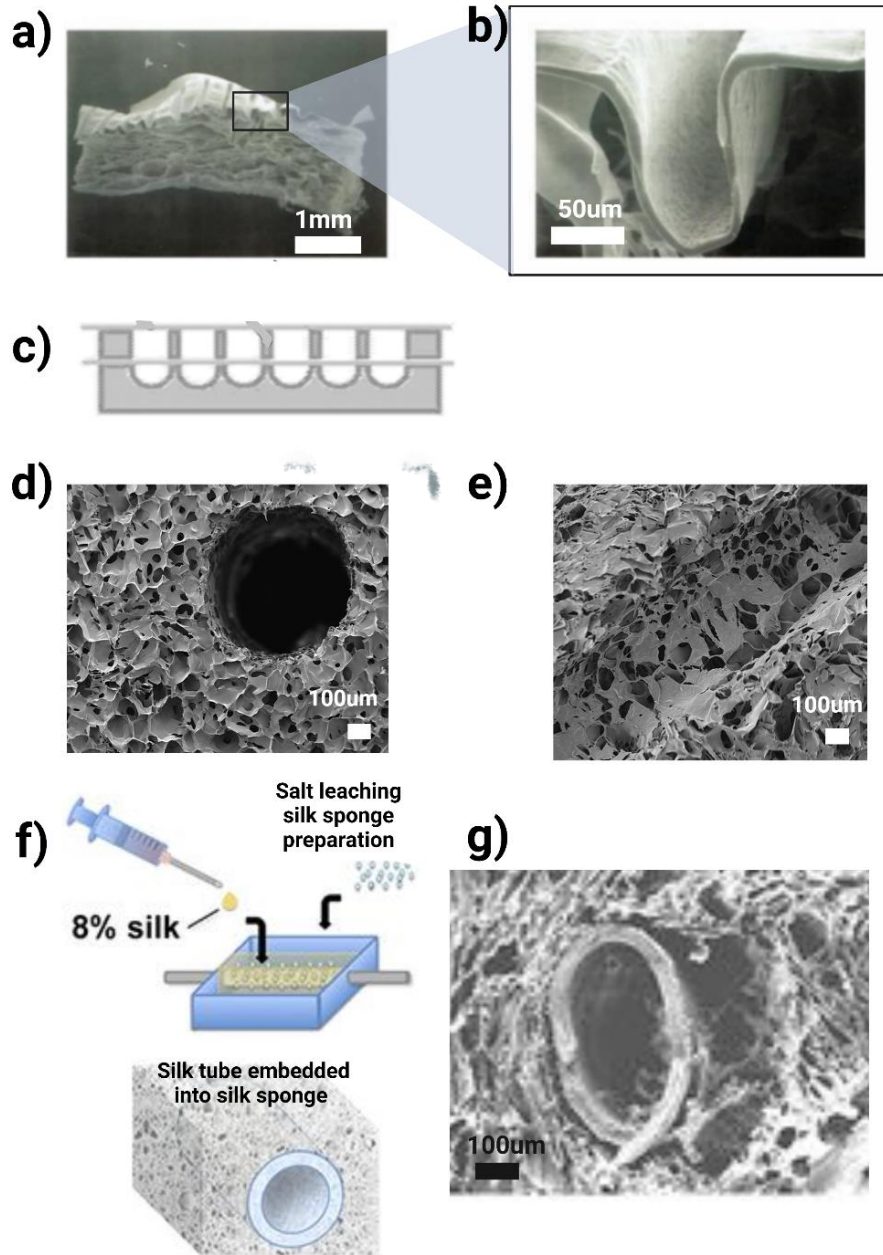 a)
1mm
b)
50um
c)
d)
100um
e)
100um
f)
Salt leaching
silk sponge
preparation
8% silk
Silk tube embedded
into silk sponge
g)
100um